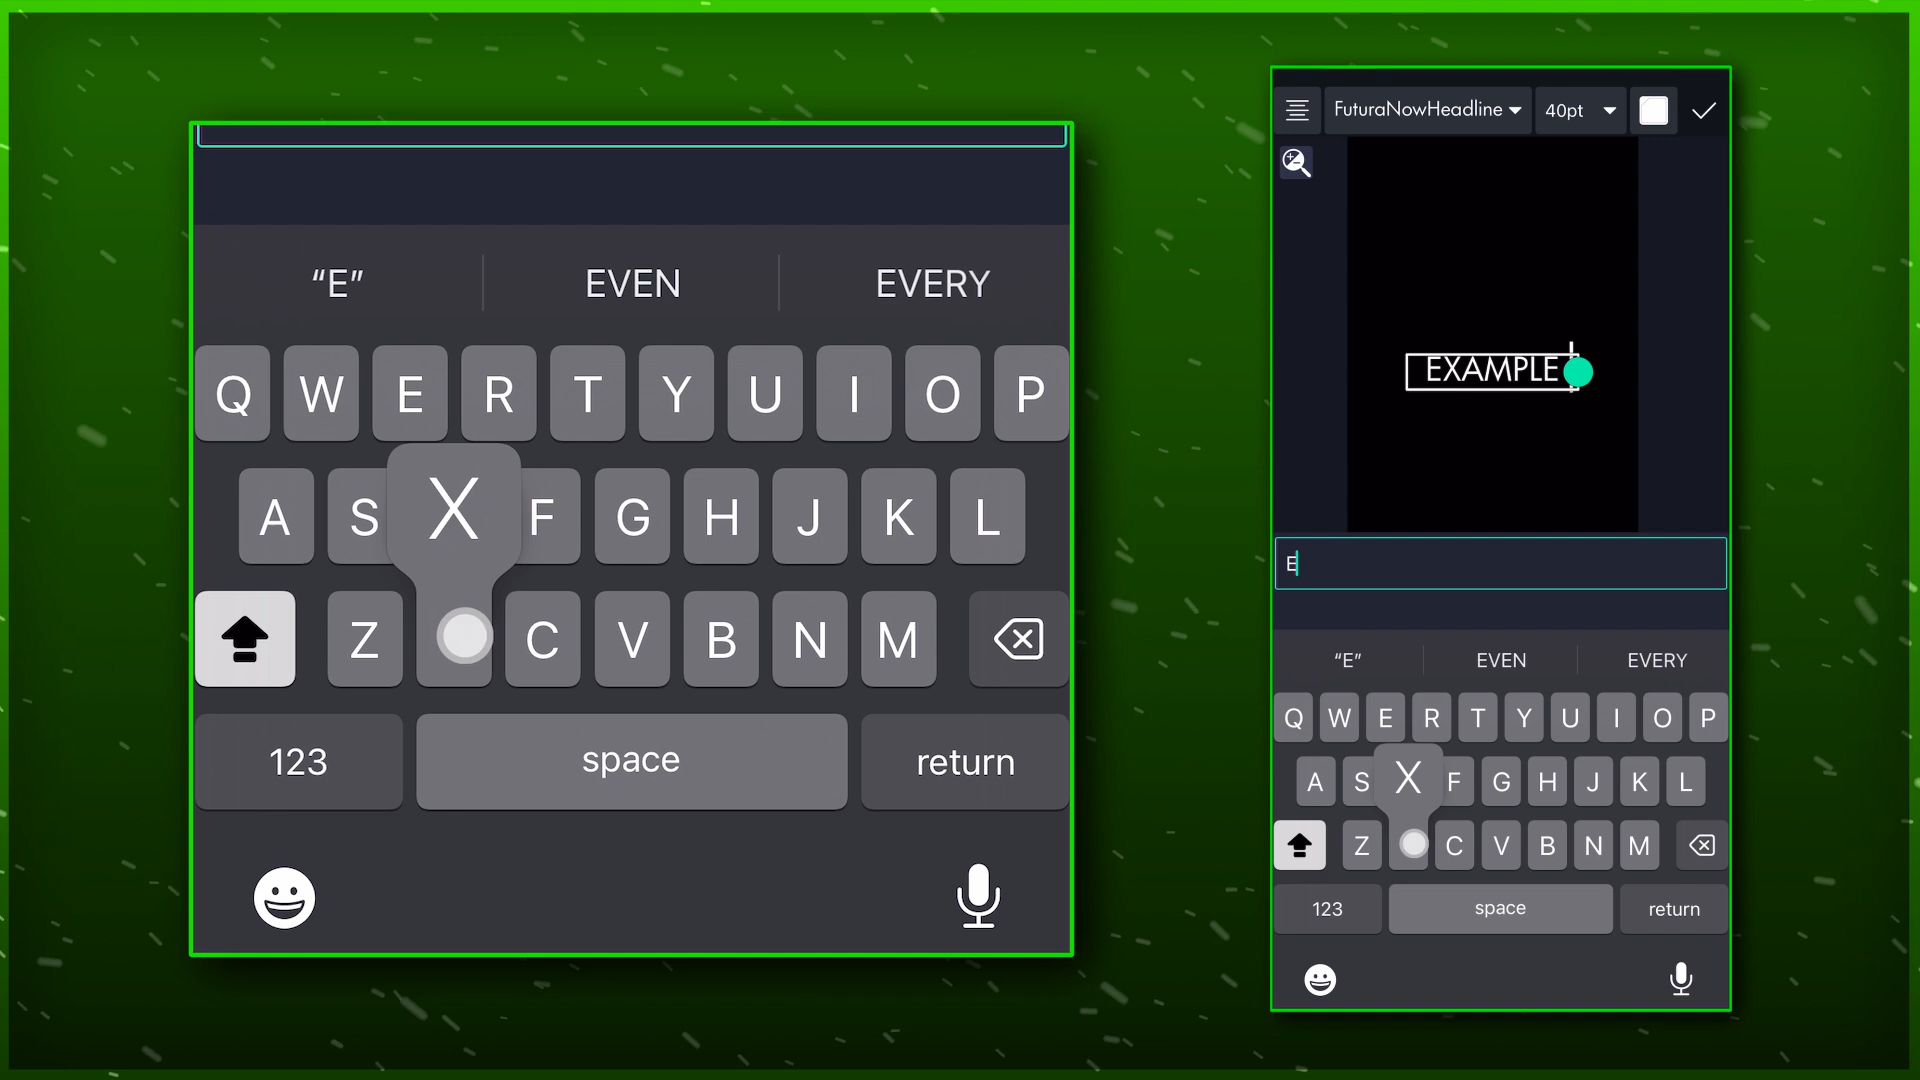 “E” EVEN EVERY
Q W E R T Y U I O P
A S X F G H J K L
Z C V B N M
123 space return
FuturaNowHeadline 40pt
EXAMPLE
E
“E” EVEN EVERY
Q W E R T Y U I O P
A S X F G H J K L
Z C V B N M
123 space return